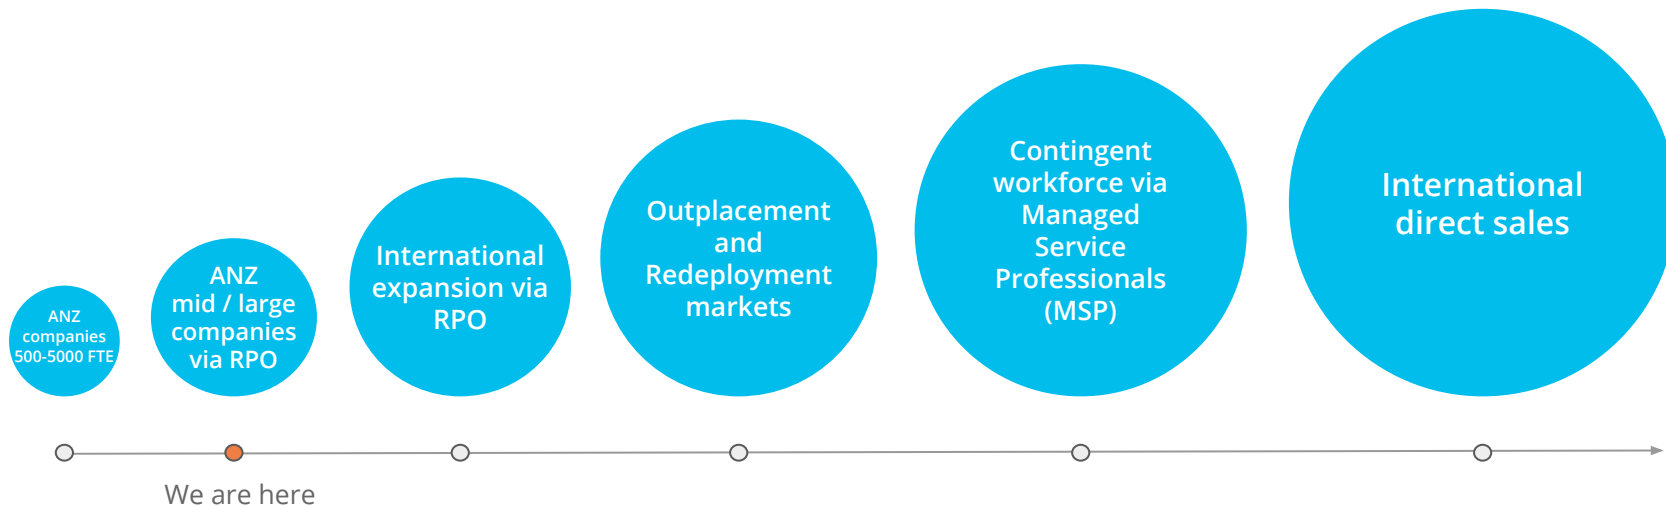 ANZ
companies
500-5000 FTE
ANZ
mid / large
companies
via RPO
International
expansion via
RPO
Outplacement
and
Redeployment
markets
Contingent
workforce via
Managed
Service
Professionals
(MSP)
International
direct sales
We are here